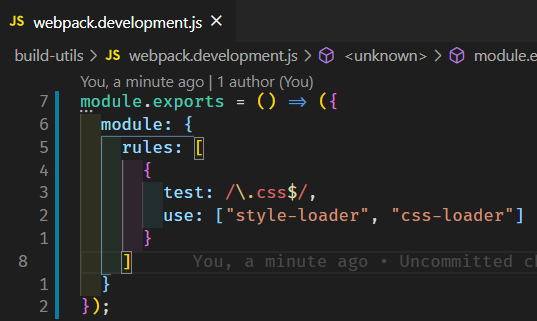 JS webpack.development.js ×
build-utils > JS webpack.development.js > <unknown> > module.e
You, a minute ago | 1 author (You)
7 module.exports = () => ({
6 module: {
5 rules: [
4 {
3 test: /\.css$/,
2 use: ["style-loader", "css-loader"]
1 }
8 ] You, a minute ago • Uncommitted ch
1 }
2 });